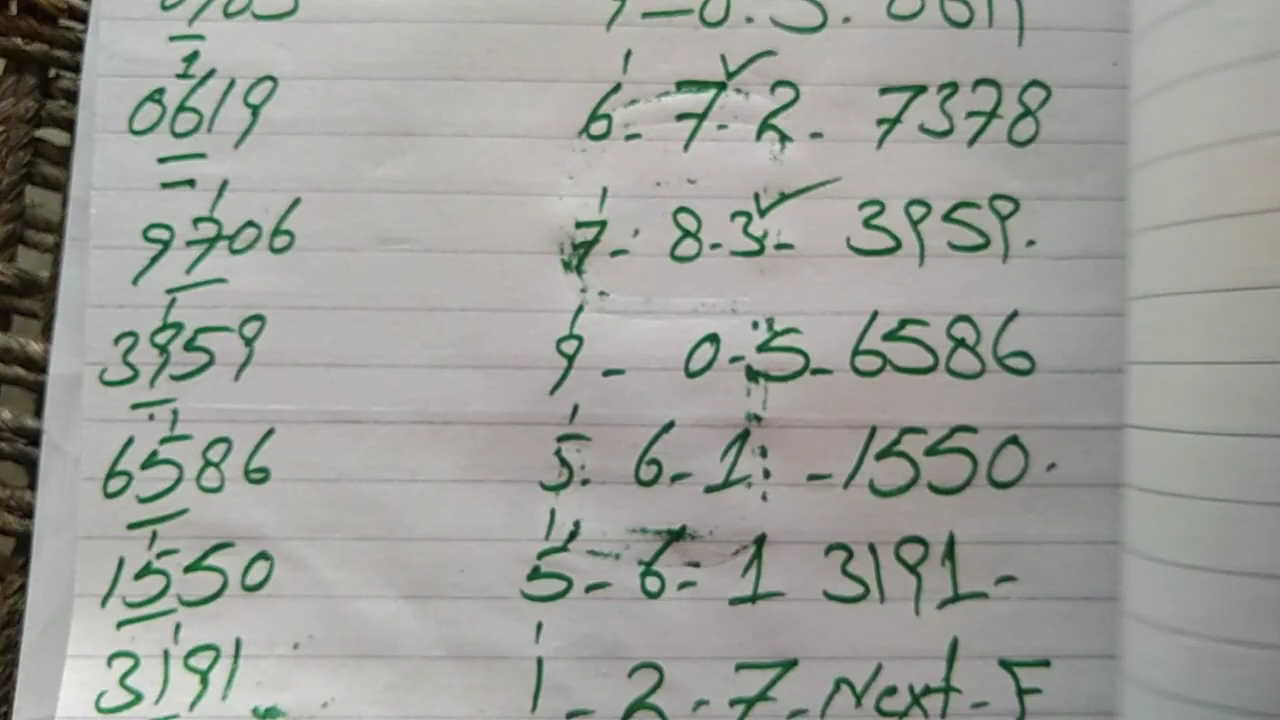 0619 6-7-2- 7378
9706 7-8-3- 3959.
3959 9-0-5-6586
6586 5. 6-1-1550.
1550 5-6-1 3191-
3191 1-2-7-Next-F